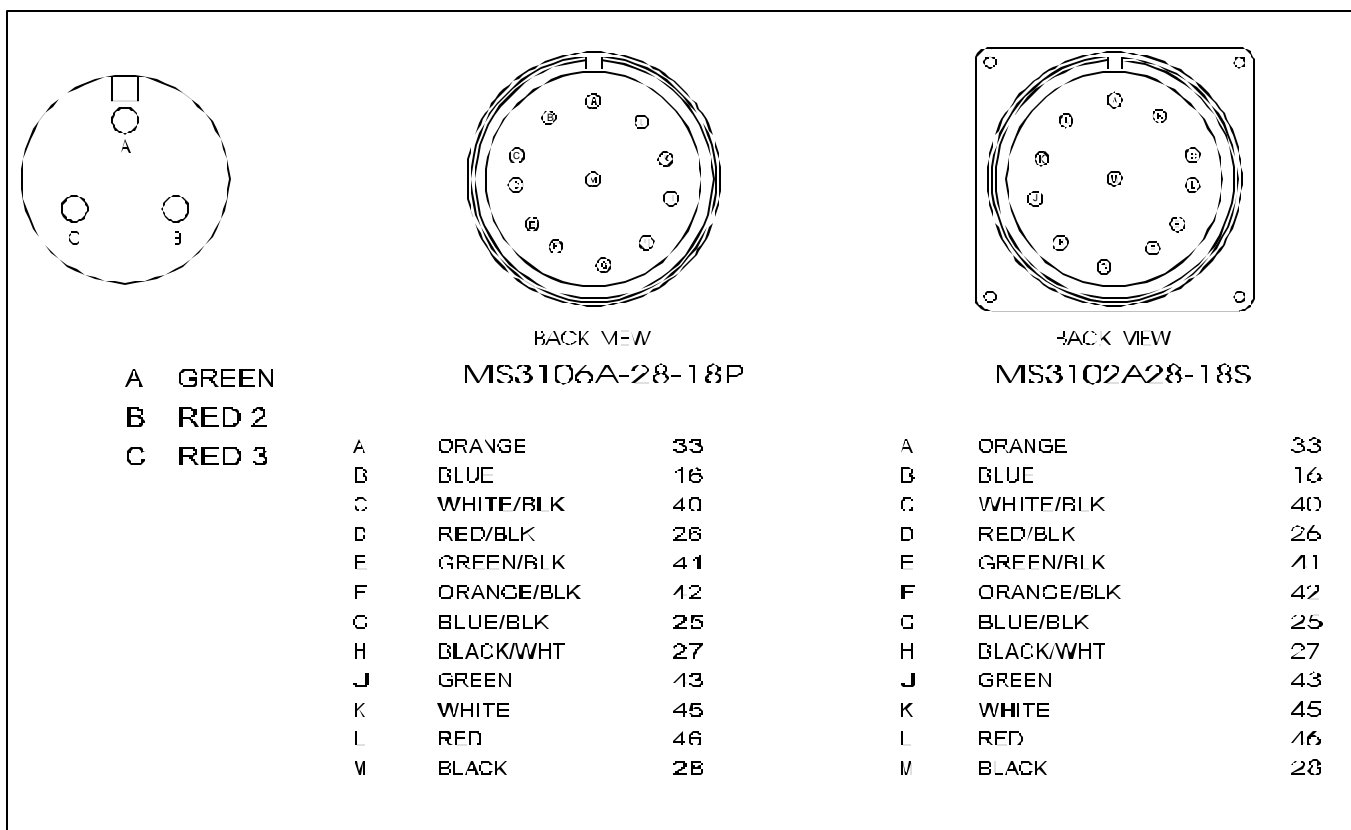 A
C B
A GREEN
B RED 2
C RED 3
A
B
C
M
E
G
BACK VIEW
MS3106A-28-18P
A ORANGE 33
B BLUE 16
C WHITE/BLK 40
D RED/BLK 26
E GREEN/BLK 41
F ORANGE/BLK 42
G BLUE/BLK 25
H BLACK/WHT 27
J GREEN 43
K WHITE 45
L RED 46
M BLACK 28
A
K
J
L
BACK VIEW
MS3102A28-18S
A ORANGE 33
B BLUE 16
C WHITE/BLK 40
D RED/BLK 26
E GREEN/BLK 41
F ORANGE/BLK 42
G BLUE/BLK 25
H BLACK/WHT 27
J GREEN 43
K WHITE 45
L RED 46
M BLACK 28